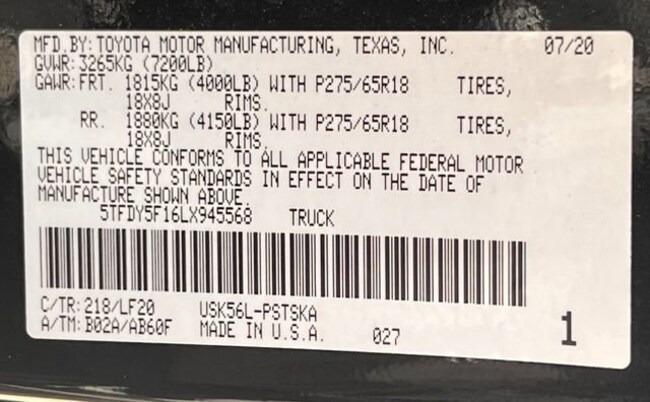 MFD.BY:TOYOTA MOTOR MANUFACTURING, TEXAS, INC. 07/20
GVWR:3265KG (7200LB)
GAWR:FRT. 1815KG (4000LB) WITH P275/65R18 TIRES,
18X8J RIMS.
RR. 1880KG (4150LB) WITH P275/65R18 TIRES,
18X8J RIMS.
THIS VEHICLE CONFORMS TO ALL APPLICABLE FEDERAL MOTOR
VEHICLE SAFETY STANDARDS IN EFFECT ON THE DATE OF
MANUFACTURE SHOWN ABOVE.
5TFDY5F16LX945568 TRUCK
C/TR:218/LF20 USK56L-PSTSKA
A/TM:B02A/AB60F MADE IN U.S.A. 027 1